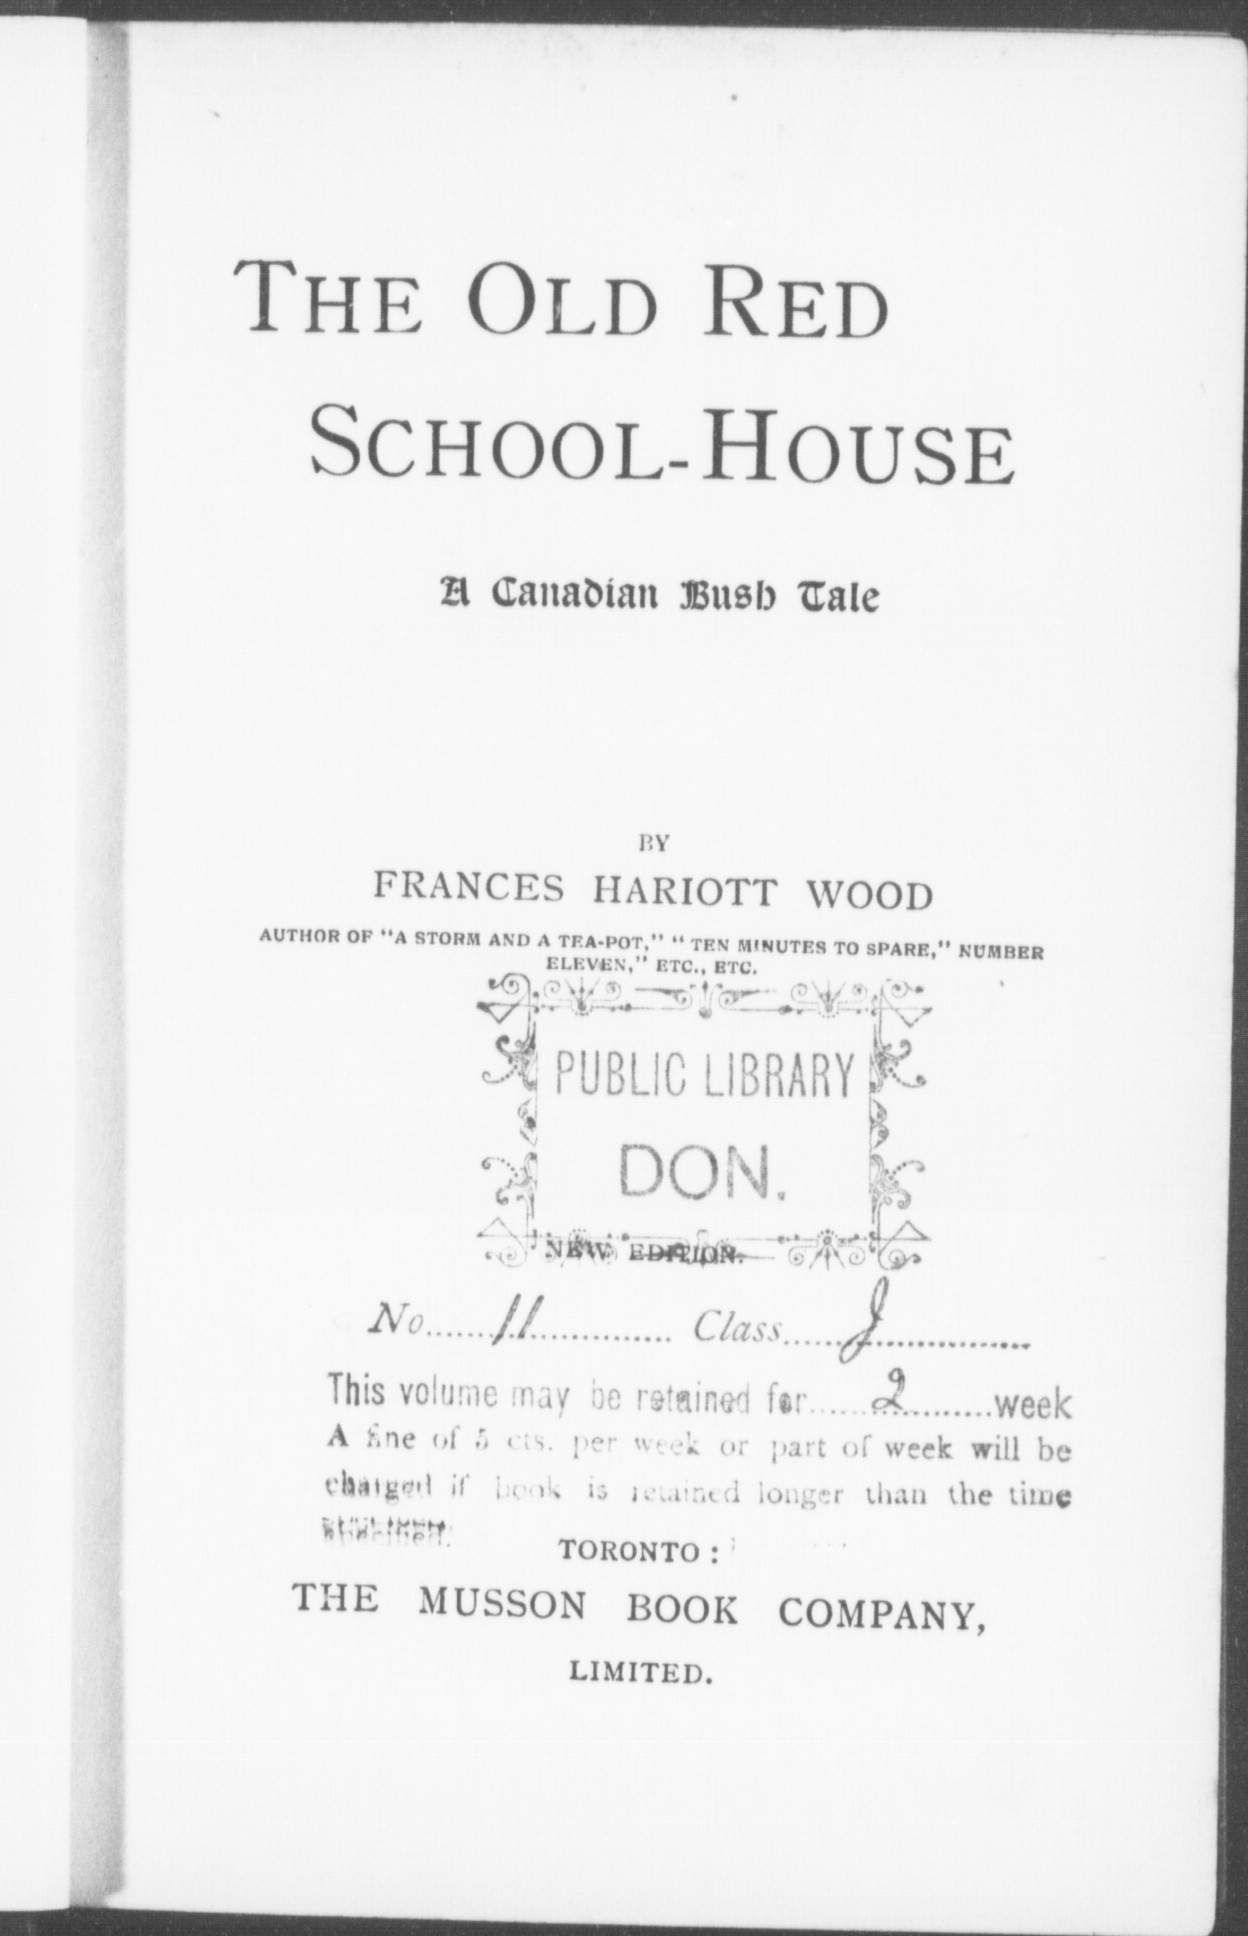 THE OLD RED
SCHOOL-HOUSE
A Canadian Bush Tale
BY
FRANCES HARIOTT WOOD
AUTHOR OF "A STORM AND A TEA-POT," "TEN MINUTES TO SPARE," NUMBER
ELEVEN," ETC., ETC.
PUBLIC LIBRARY
DON.
NEW EDITION.
No.......11............... Class......J...............
This volume may be retained for......2..........week
A fine of 5 cts. per week or part of week will be
charged if book is retained longer than the time
specified.
TORONTO:
THE MUSSON BOOK COMPANY,
LIMITED.